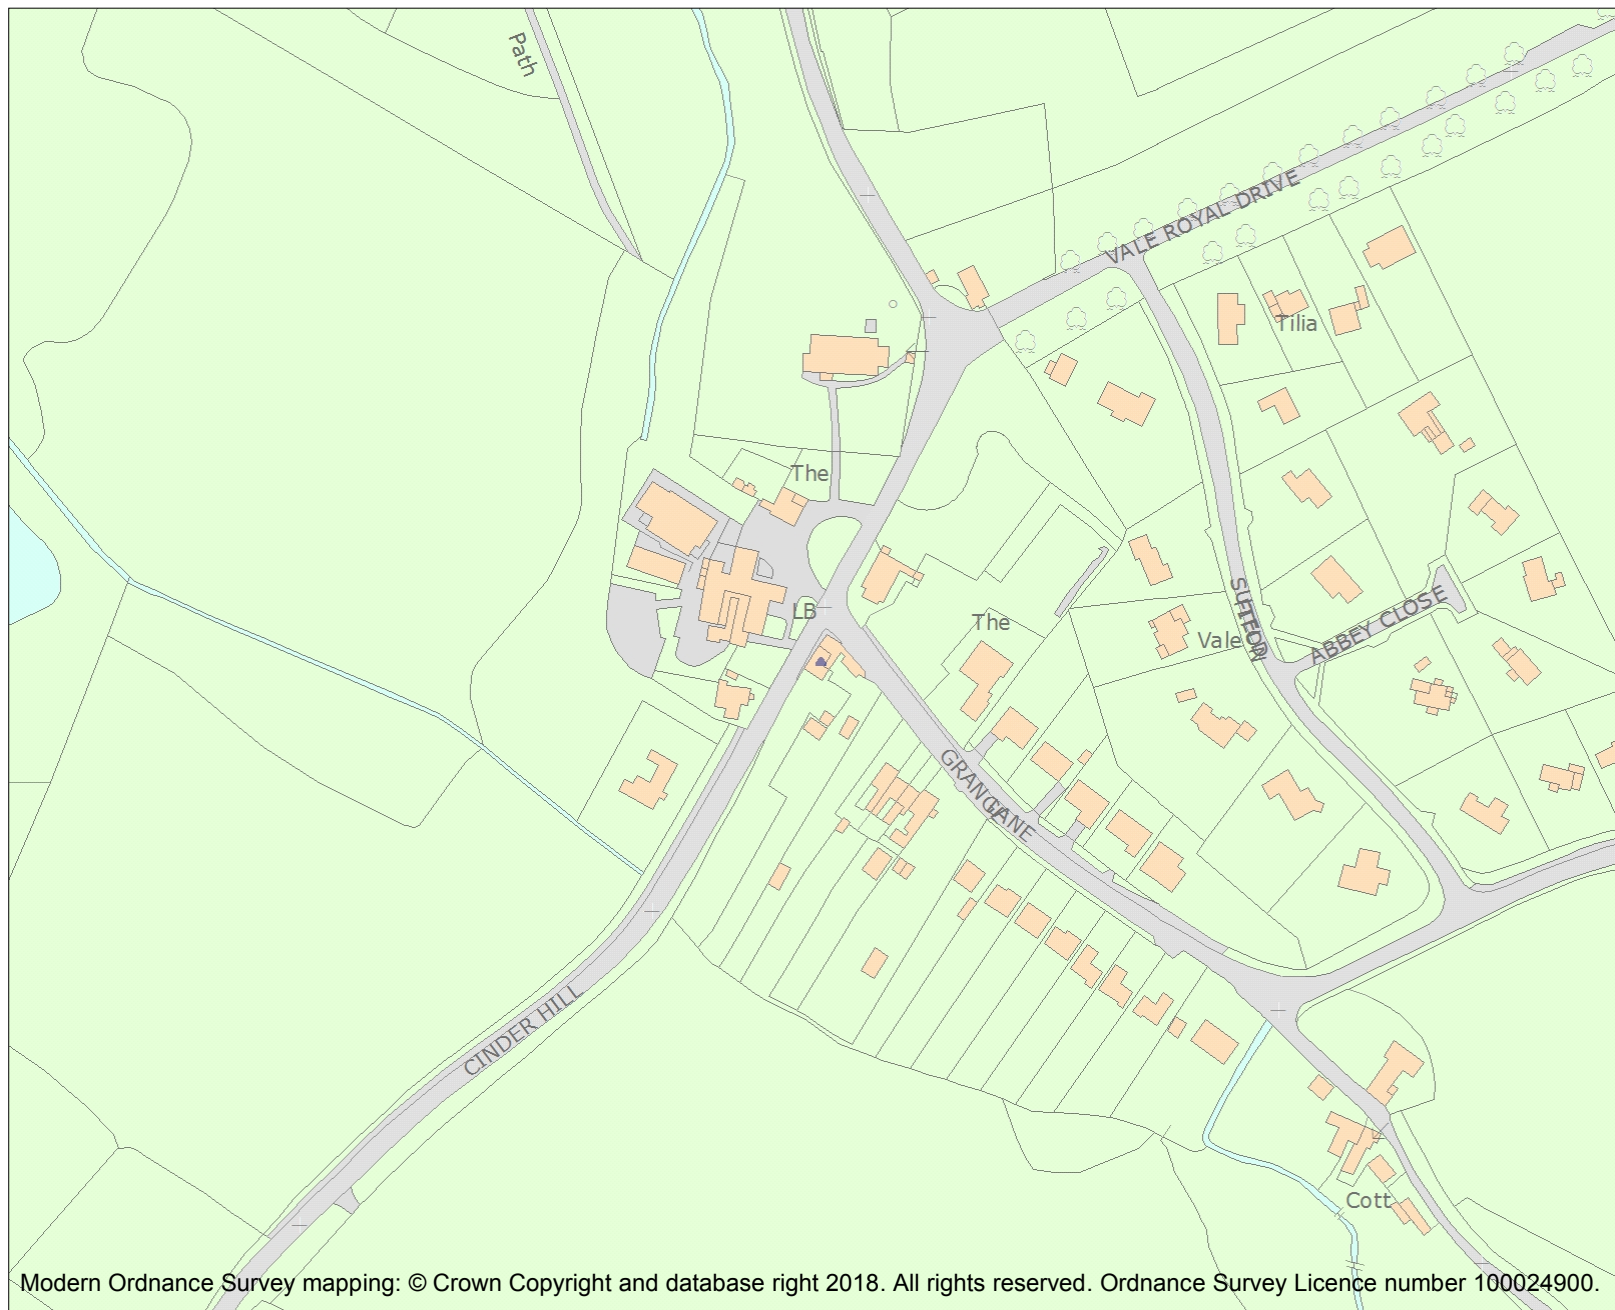 Path
VALE ROYAL DRIVE
Tilia
The
LB
The
SUTTON
Vale
ABBEY CLOSE
GRANGE
LANE
CINDER HILL
Cott
Modern Ordnance Survey mapping: © Crown Copyright and database right 2018. All rights reserved. Ordnance Survey Licence number 100024900.